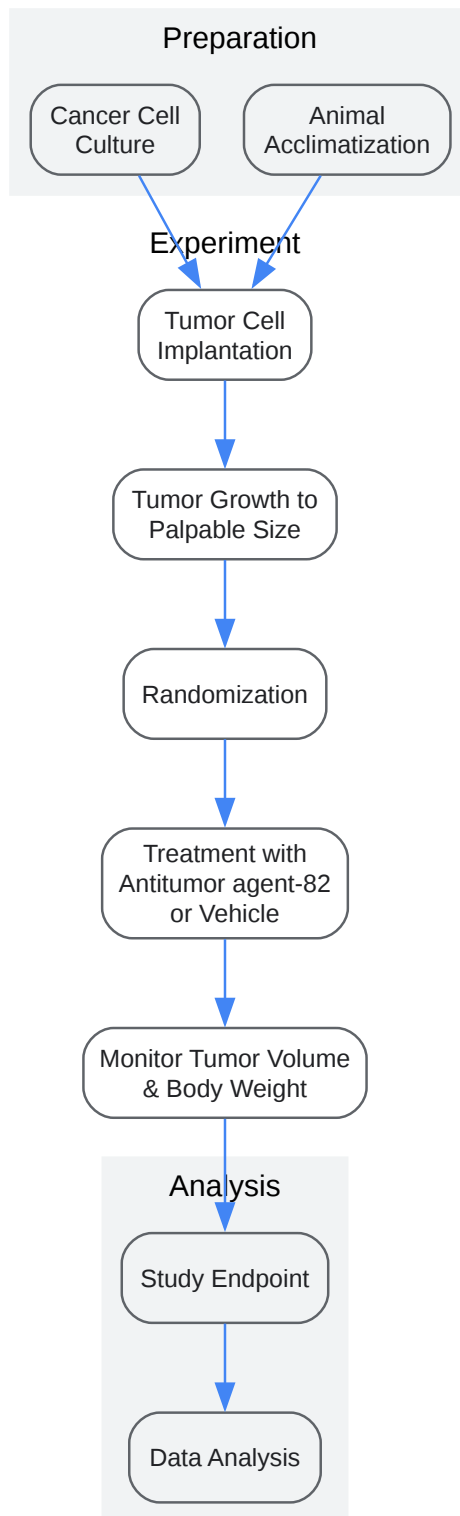 Preparation
Cancer Cell
Culture
Animal
Acclimatization
Experiment
Tumor Cell
Implantation
Tumor Growth to
Palpable Size
Randomization
Treatment with
Antitumor agent-82
or Vehicle
Monitor Tumor Volume
& Body Weight
Analysis
Study Endpoint
Data Analysis